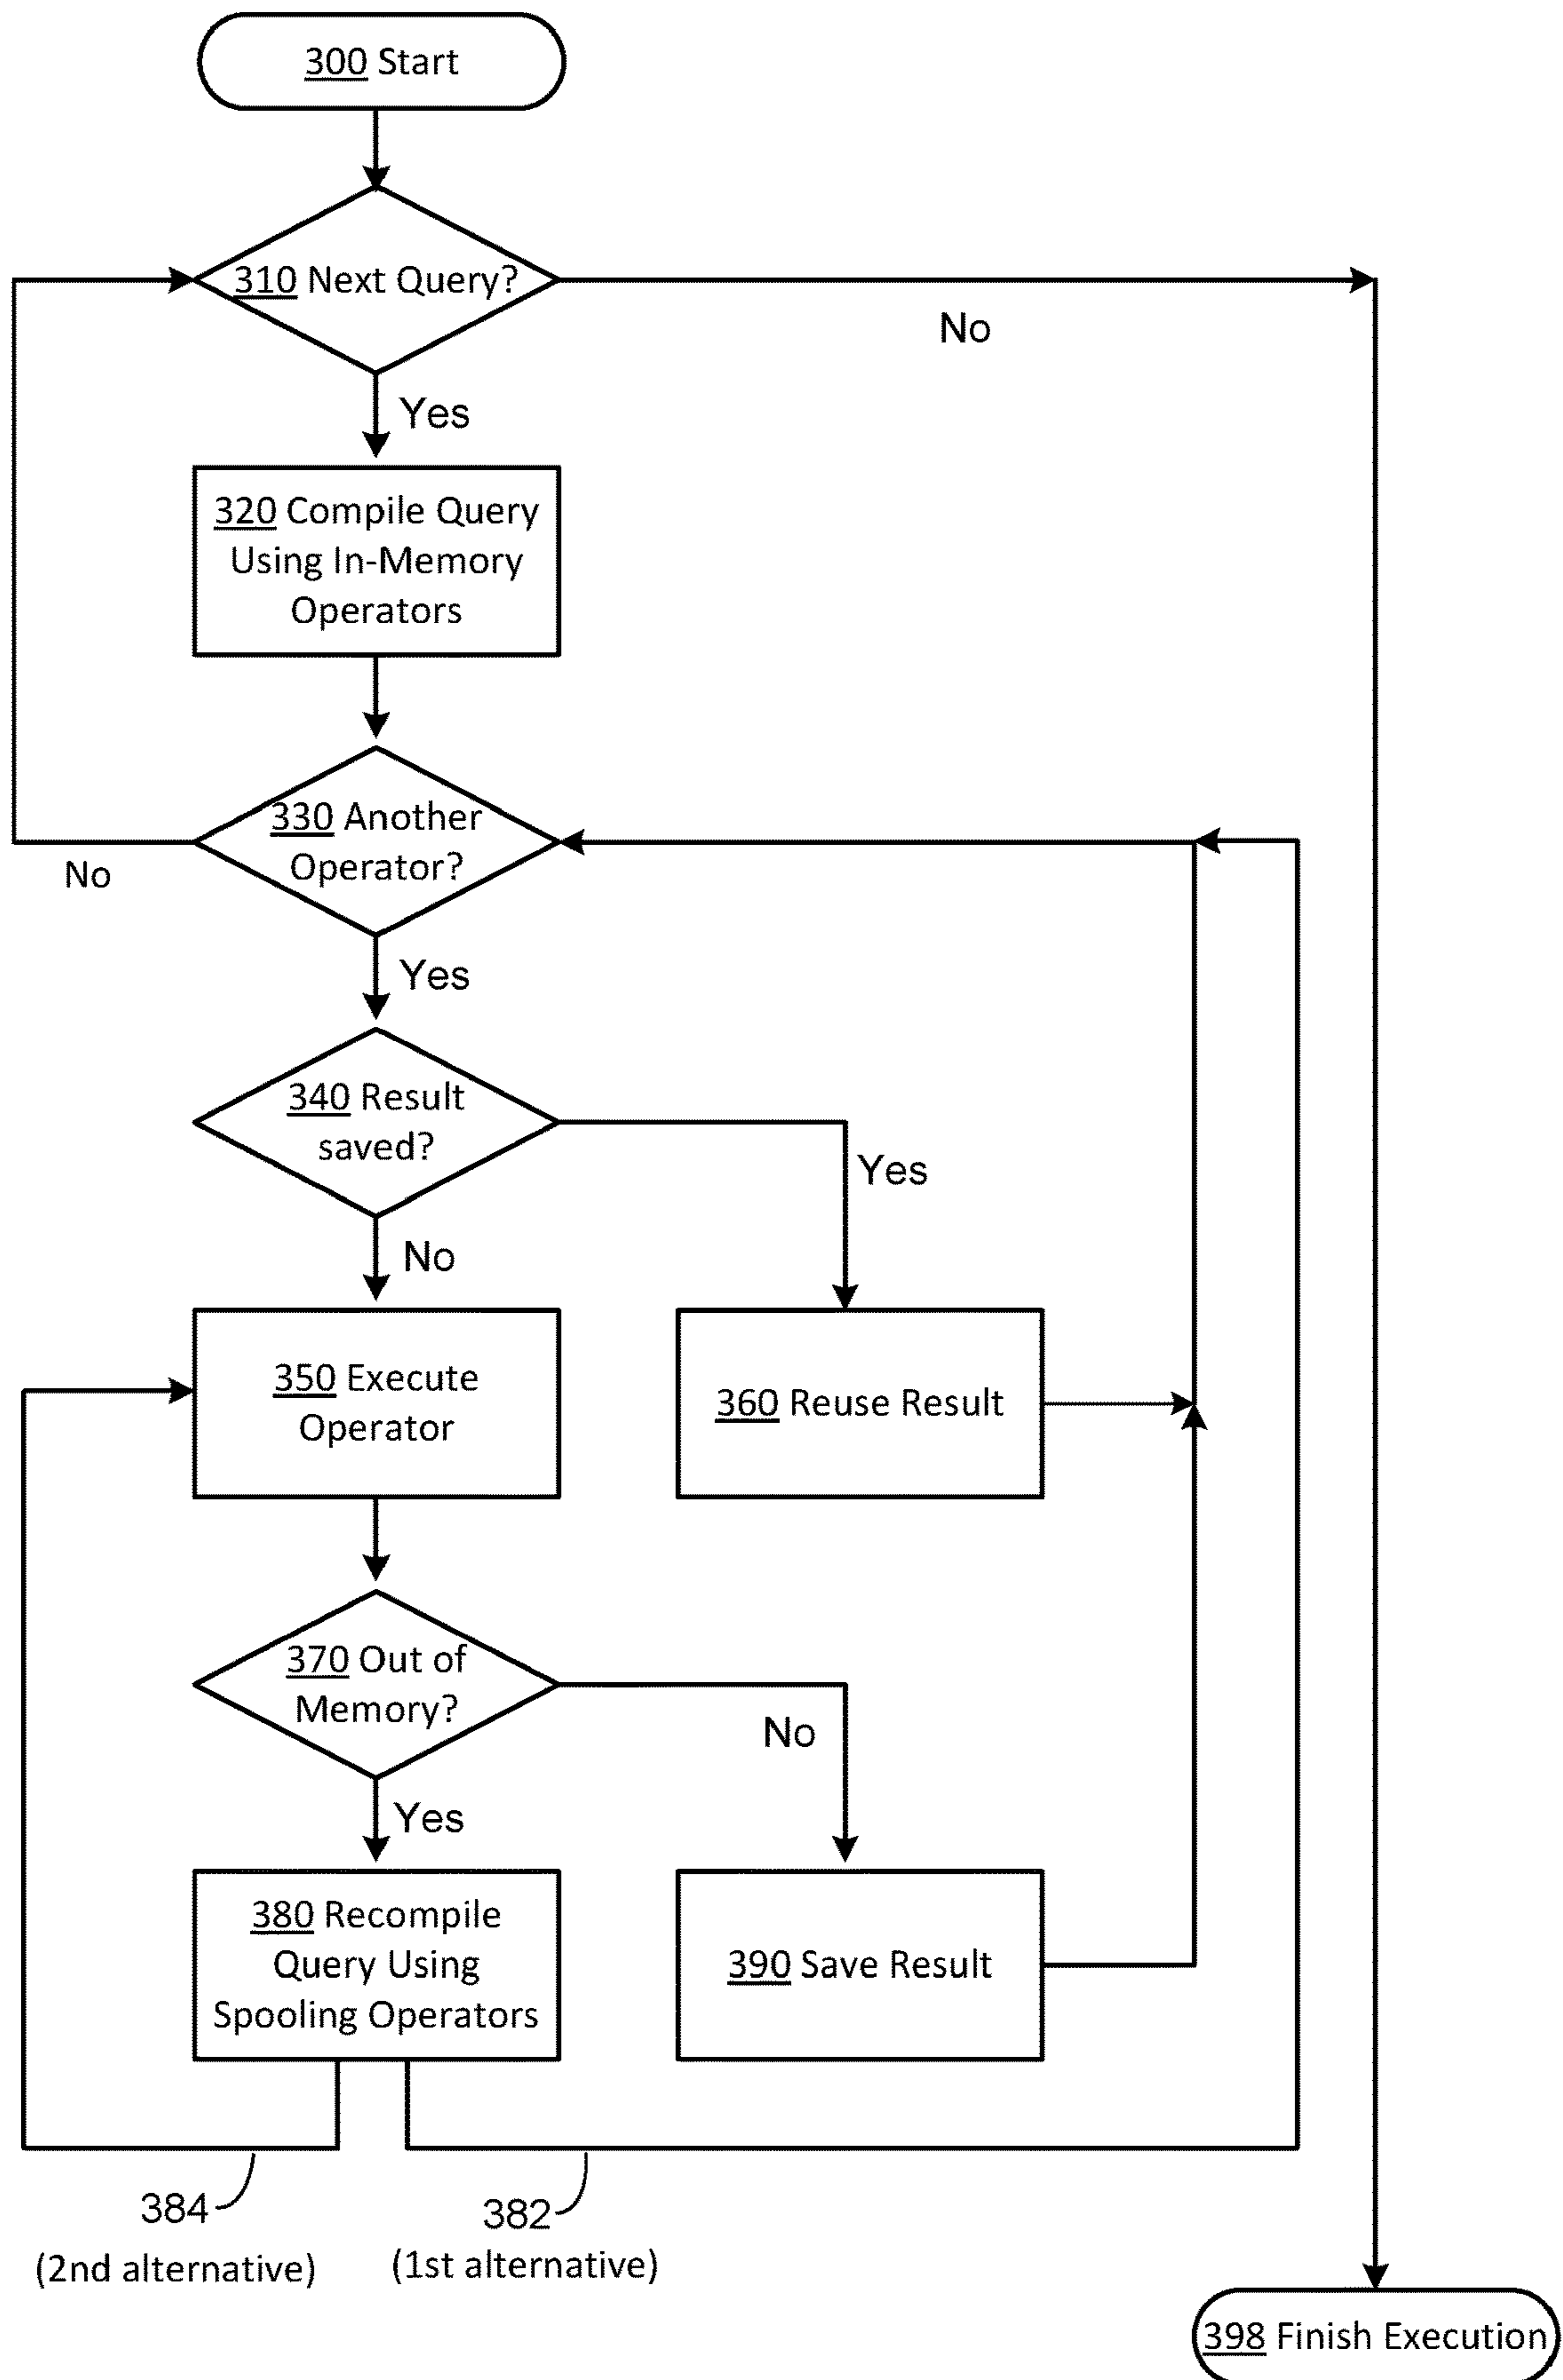 300 Start
310 Next Query?
No
Yes
320 Compile Query
Using In-Memory
Operators
330 Another
Operator?
No
Yes
340 Result
saved?
Yes
No
350 Execute
Operator
360 Reuse Result
370 Out of
Memory?
No
Yes
380 Recompile
Query Using
Spooling Operators
390 Save Result
384
(2nd alternative)
382
(1st alternative)
398 Finish Execution